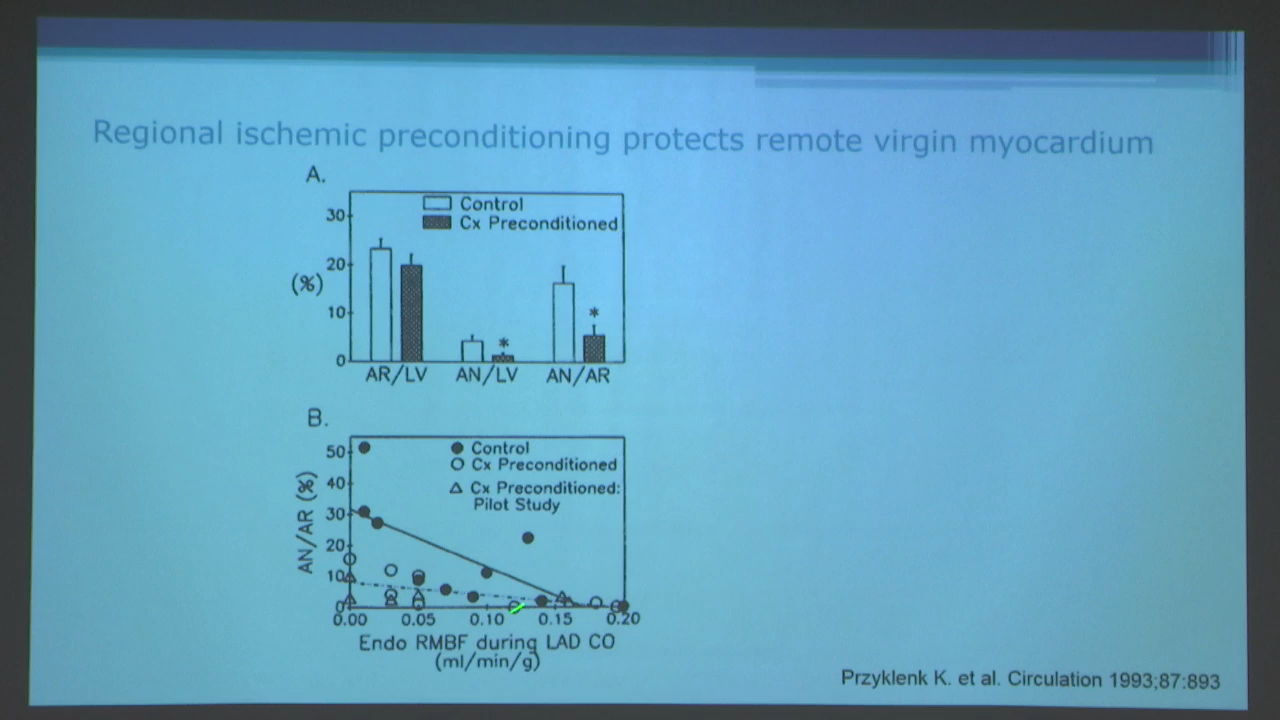 Regional ischemic preconditioning protects remote virgin myocardium
A.
Control
Cx Preconditioned
30
20
(%)
10
0
*
*
AR/LV AN/LV AN/AR
B.
Control
Cx Preconditioned
Cx Preconditioned:
Pilot Study
50
40
30
20
10
0
AN/AR (%)
0.00 0.05 0.10 0.15 0.20
Endo RMBF during LAD CO
(ml/min/g)
Przyklenk K. et al. Circulation 1993;87:893